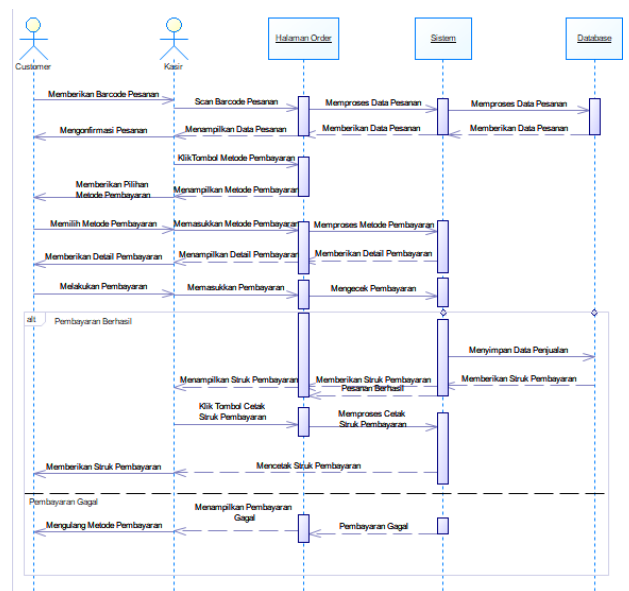 Customer
Kasir
Halaman Order
Sistem
Database
Memberikan Barcode Pesanan
Scan Barcode Pesanan
Memproses Data Pesanan
Memproses Data Pesanan
Mengonfirmasi Pesanan
Menampilkan Data Pesanan
Memberikan Data Pesanan
Memberikan Data Pesanan
KlikTombol Metode Pembayaran
Memberikan Pilihan
Metode Pembayaran
Menampilkan Metode Pembayaran
Memilih Metode Pembayaran
Memasukkan Metode Pembayaran
Memproses Metode Pembayaran
Memberikan Detail Pembayaran
Menampilkan Detail Pembayaran
Memberikan Detail Pembayaran
Melakukan Pembayaran
Memasukkan Pembayaran
Mengecek Pembayaran
alt
Pembayaran Berhasil
Menyimpan Data Penjualan
Menampilkan Struk Pembayaran
Memberikan Struk Pembayaran
Pesanan Berhasil
Memberikan Struk Pembayaran
Klik Tombol Cetak
Struk Pembayaran
Memproses Cetak
Struk Pembayaran
Memberikan Struk Pembayaran
Mencetak Struk Pembayaran
Pembayaran Gagal
Menampilkan Pembayaran
Gagal
Mengulang Metode Pembayaran
Pembayaran Gagal